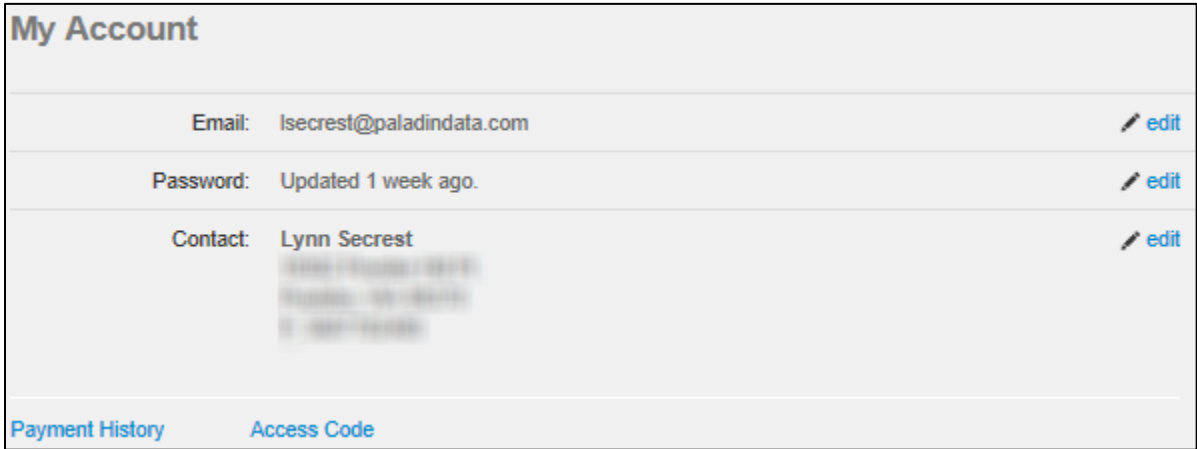 My Account
Email: lsecrest@paladindata.com edit
Password: Updated 1 week ago. edit
Contact: Lynn Secrest edit
Payment History Access Code